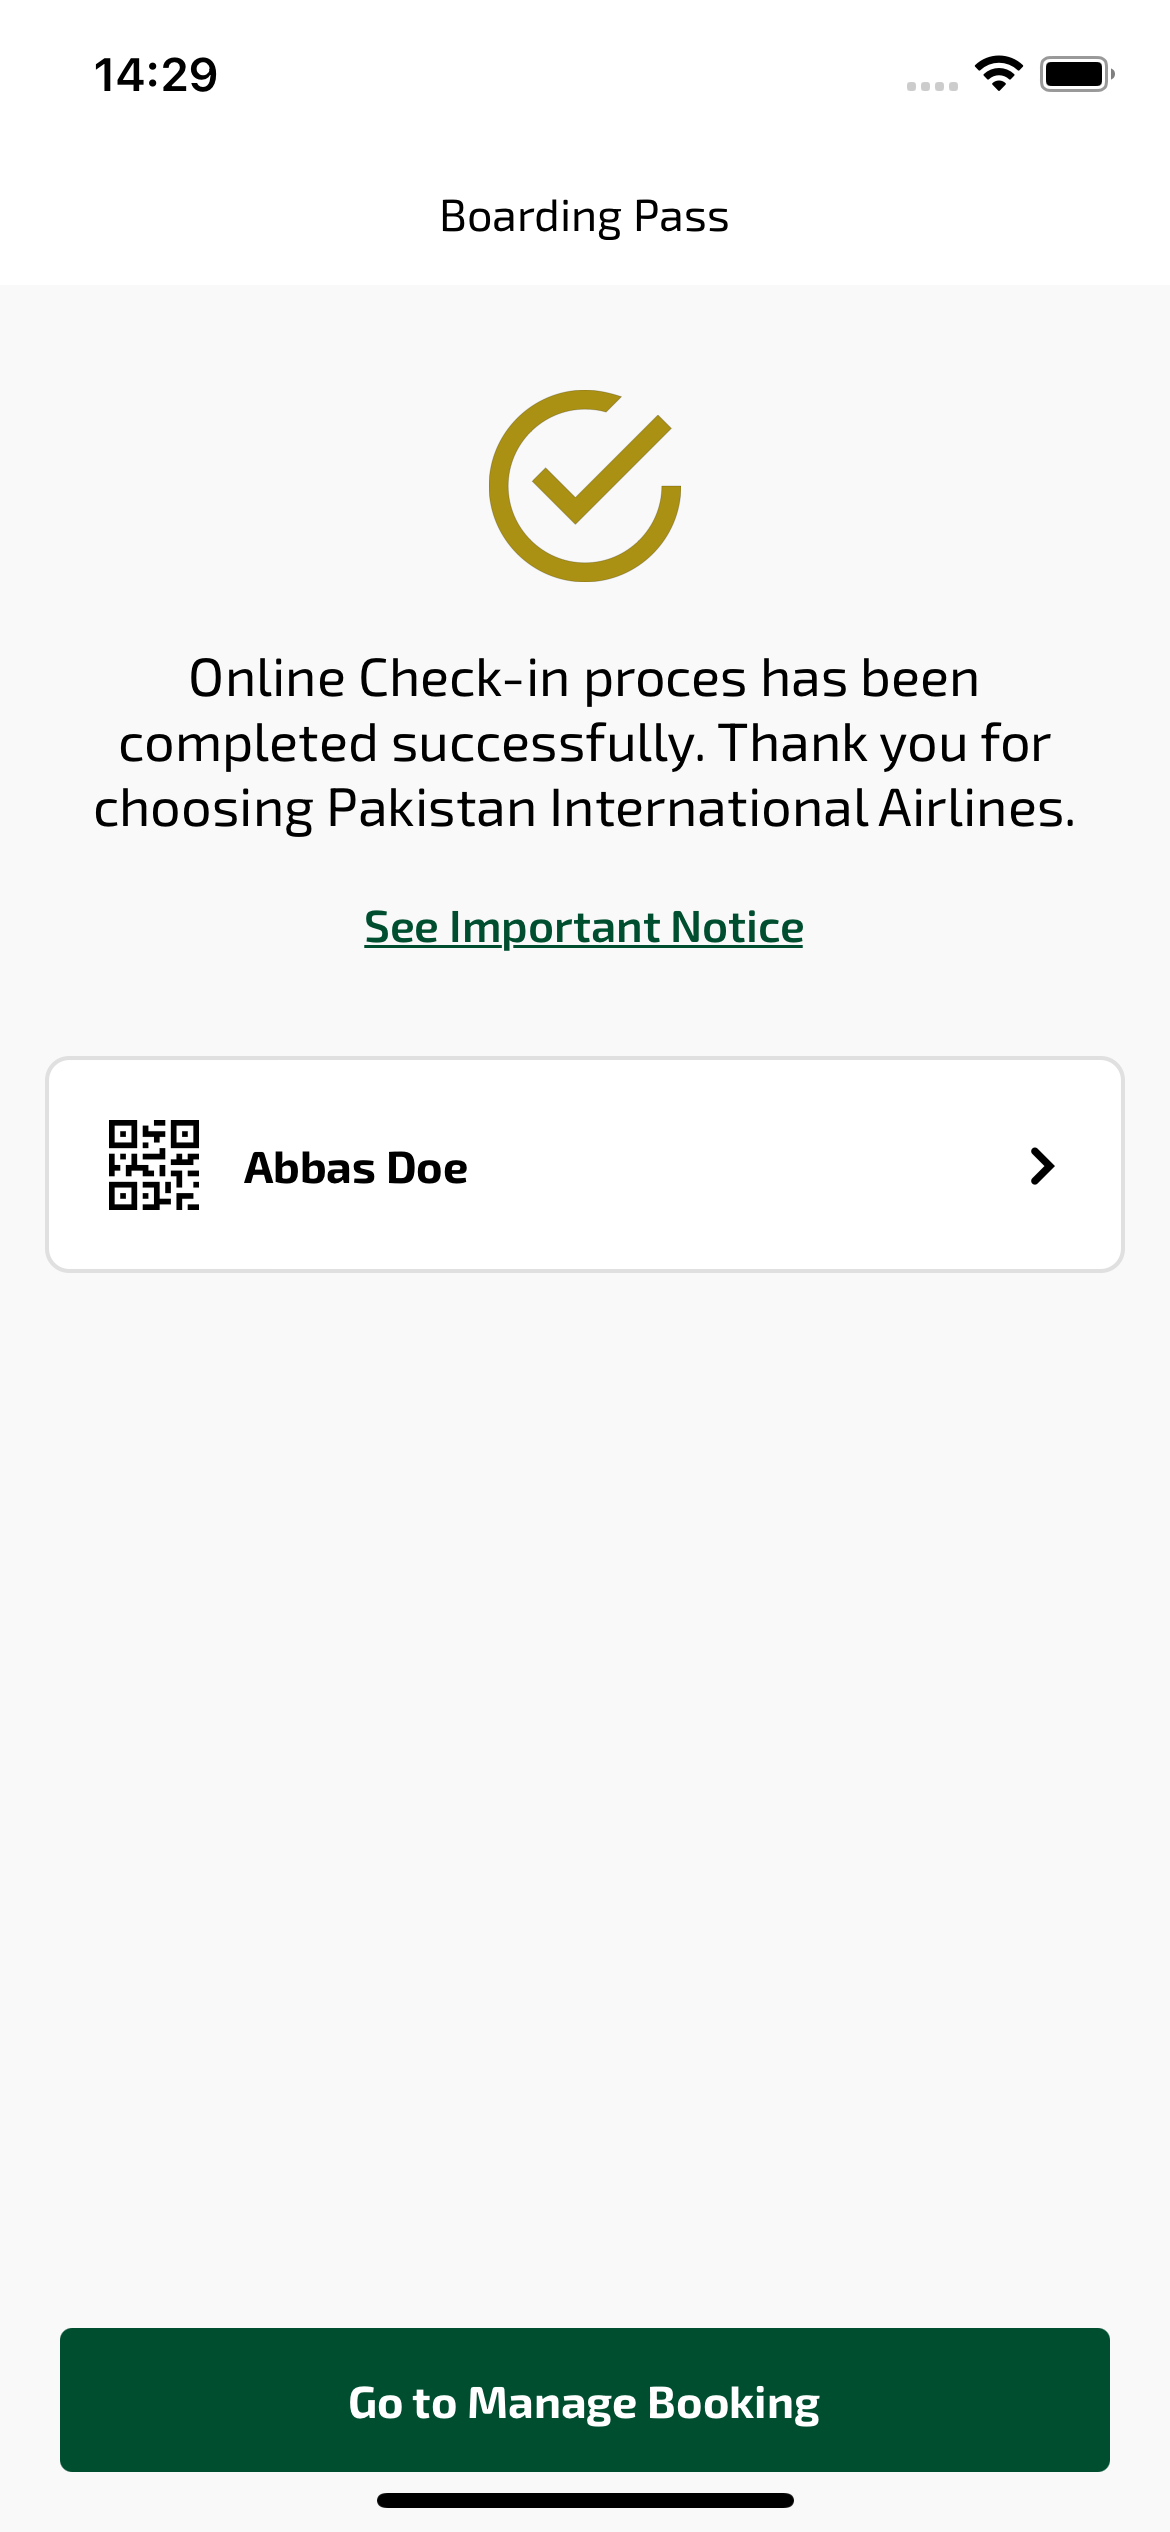 14:29
Boarding Pass
Online Check-in proces has been
completed successfully. Thank you for
choosing Pakistan International Airlines.
See Important Notice
Abbas Doe
Go to Manage Booking